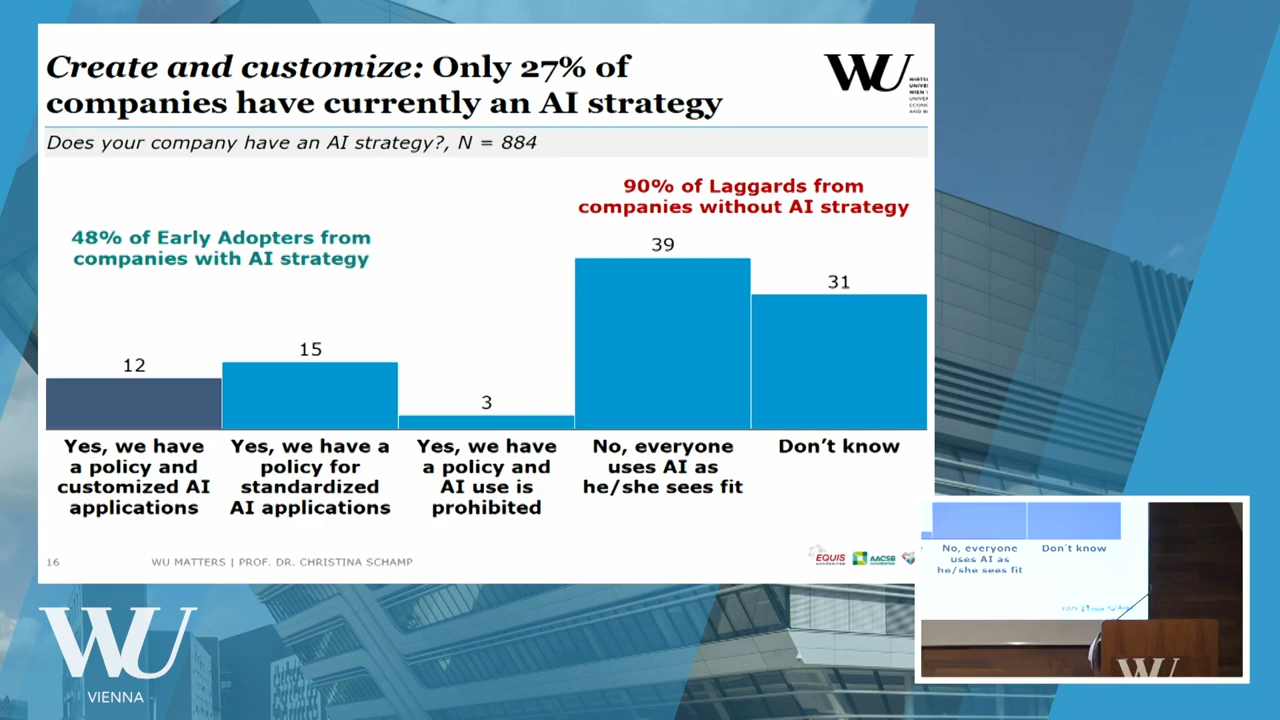 Create and customize: Only 27% of
companies have currently an AI strategy
WU
Does your company have an AI strategy?, N = 884
90% of Laggards from
companies without AI strategy
48% of Early Adopters from
companies with AI strategy
12
15
3
39
31
Yes, we have
a policy and
customized AI
applications
Yes, we have a
policy for
standardized
AI applications
Yes, we have
a policy and
AI use is
prohibited
No, everyone
uses AI as
he/she sees fit
Don’t know
16
WU MATTERS | PROF. DR. CHRISTINA SCHAMP
EQUIS
AACSB
No, everyone
uses AI as
he/she sees fit
Don’t know
WU
WU
VIENNA